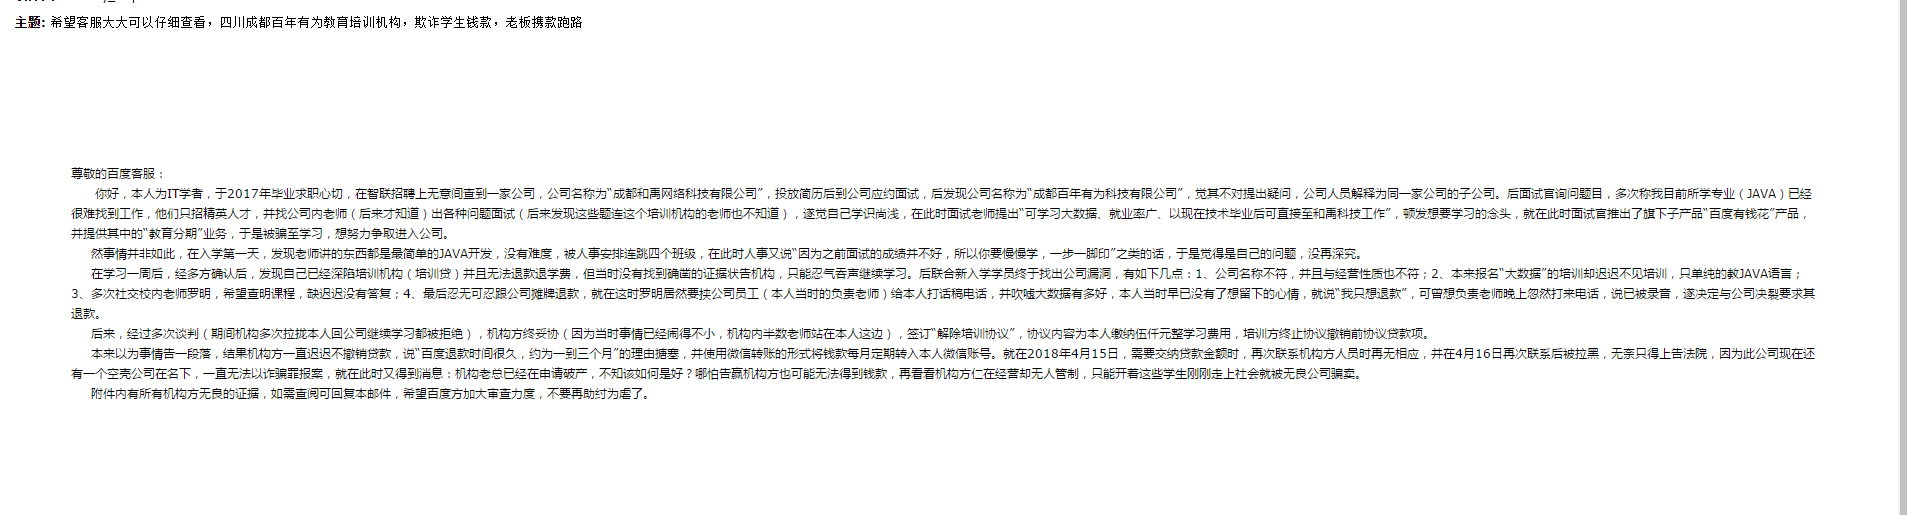 主题: 希望客服大大可以仔细查看，四川成都百年有为教育培训机构，欺诈学生钱款，老板携款跑路
尊敬的百度客服：
你好，本人为IT学者，于2017年毕业求职心切，在智联招聘上无意间查到一家公司，公司名称为“成都和禹网络科技有限公司”，投放简历后到公司应约面试，后发现公司名称为“成都百年有为科技有限公司”，觉其不对提出疑问，公司人员解释为同一家公司的子公司。后面试官询问题目，多次称我目前所学专业（JAVA）已经
很难找到工作，他们只招精英人才，并找公司内老师（后来才知道）出各种问题面试（后来发现这些题连这个培训机构的老师也不知道），逐觉自己学识尚浅，在此时面试老师提出“可学习大数据、就业率广、以现在技术毕业后可直接至和禹科技工作”，顿发想要学习的念头，就在此时面试官推出了旗下子产品“百度有钱花”产品，
并提供其中的“教育分期”业务，于是被骗至学习，想努力争取进入公司。
然事情并非如此，在入学第一天，发现老师讲的东西都是最简单的JAVA开发，没有难度，被人事安排连跳四个班级，在此时人事又说“因为之前面试的成绩并不好，所以你要慢慢学，一步一脚印”之类的话，于是觉得是自己的问题，没再深究。
在学习一周后，经多方确认后，发现自己已经深陷培训机构（培训贷）并且无法退款退学费，但当时没有找到确凿的证据状告机构，只能忍气吞声继续学习。后联合新入学学员终于找出公司漏洞，有如下几点：1、公司名称不符，并且与经营性质也不符；2、本来报名“大数据”的培训却迟迟不见培训，只单纯的教JAVA语言；
3、多次社交校内老师罗明，希望查明课程，缺迟迟没有答复；4、最后忍无可忍跟公司摊牌退款，就在这时罗明居然要挟公司员工（本人当时的负责老师）给本人打话稿电话，并吹嘘大数据有多好，本人当时早已没有了想留下的心情，就说“我只想退款”，可曾想负责老师晚上忽然打来电话，说已被录音，逐决定与公司决裂要求其
退款。
后来，经过多次谈判（期间机构多次拉拢本人回公司继续学习都被拒绝），机构方终妥协（因为当时事情已经闹得不小，机构内半数老师站在本人这边），签订“解除培训协议”，协议内容为本人缴纳伍仟元整学习费用，培训方终止协议撤销前协议贷款项。
本来以为事情告一段落，结果机构方一直迟迟不撤销贷款，说“百度退款时间很久，约为一到三个月”的理由搪塞，并使用微信转账的形式将钱款每月定期转入本人微信账号。就在2018年4月15日，需要交纳贷款金额时，再次联系机构方人员时再无相应，并在4月16日再次联系后被拉黑，无奈只得上告法院，因为此公司现在还
有一个空壳公司在名下，一直无法以诈骗罪报案，就在此时又得到消息：机构老总已经在申请破产，不知该如何是好？哪怕告赢机构方也可能无法得到钱款，再看看机构方仁在经营却无人管制，只能开着这些学生刚刚走上社会就被无良公司骗卖。
附件内有所有机构方无良的证据，如需查阅可回复本邮件，希望百度方加大审查力度，不要再助纣为虐了。